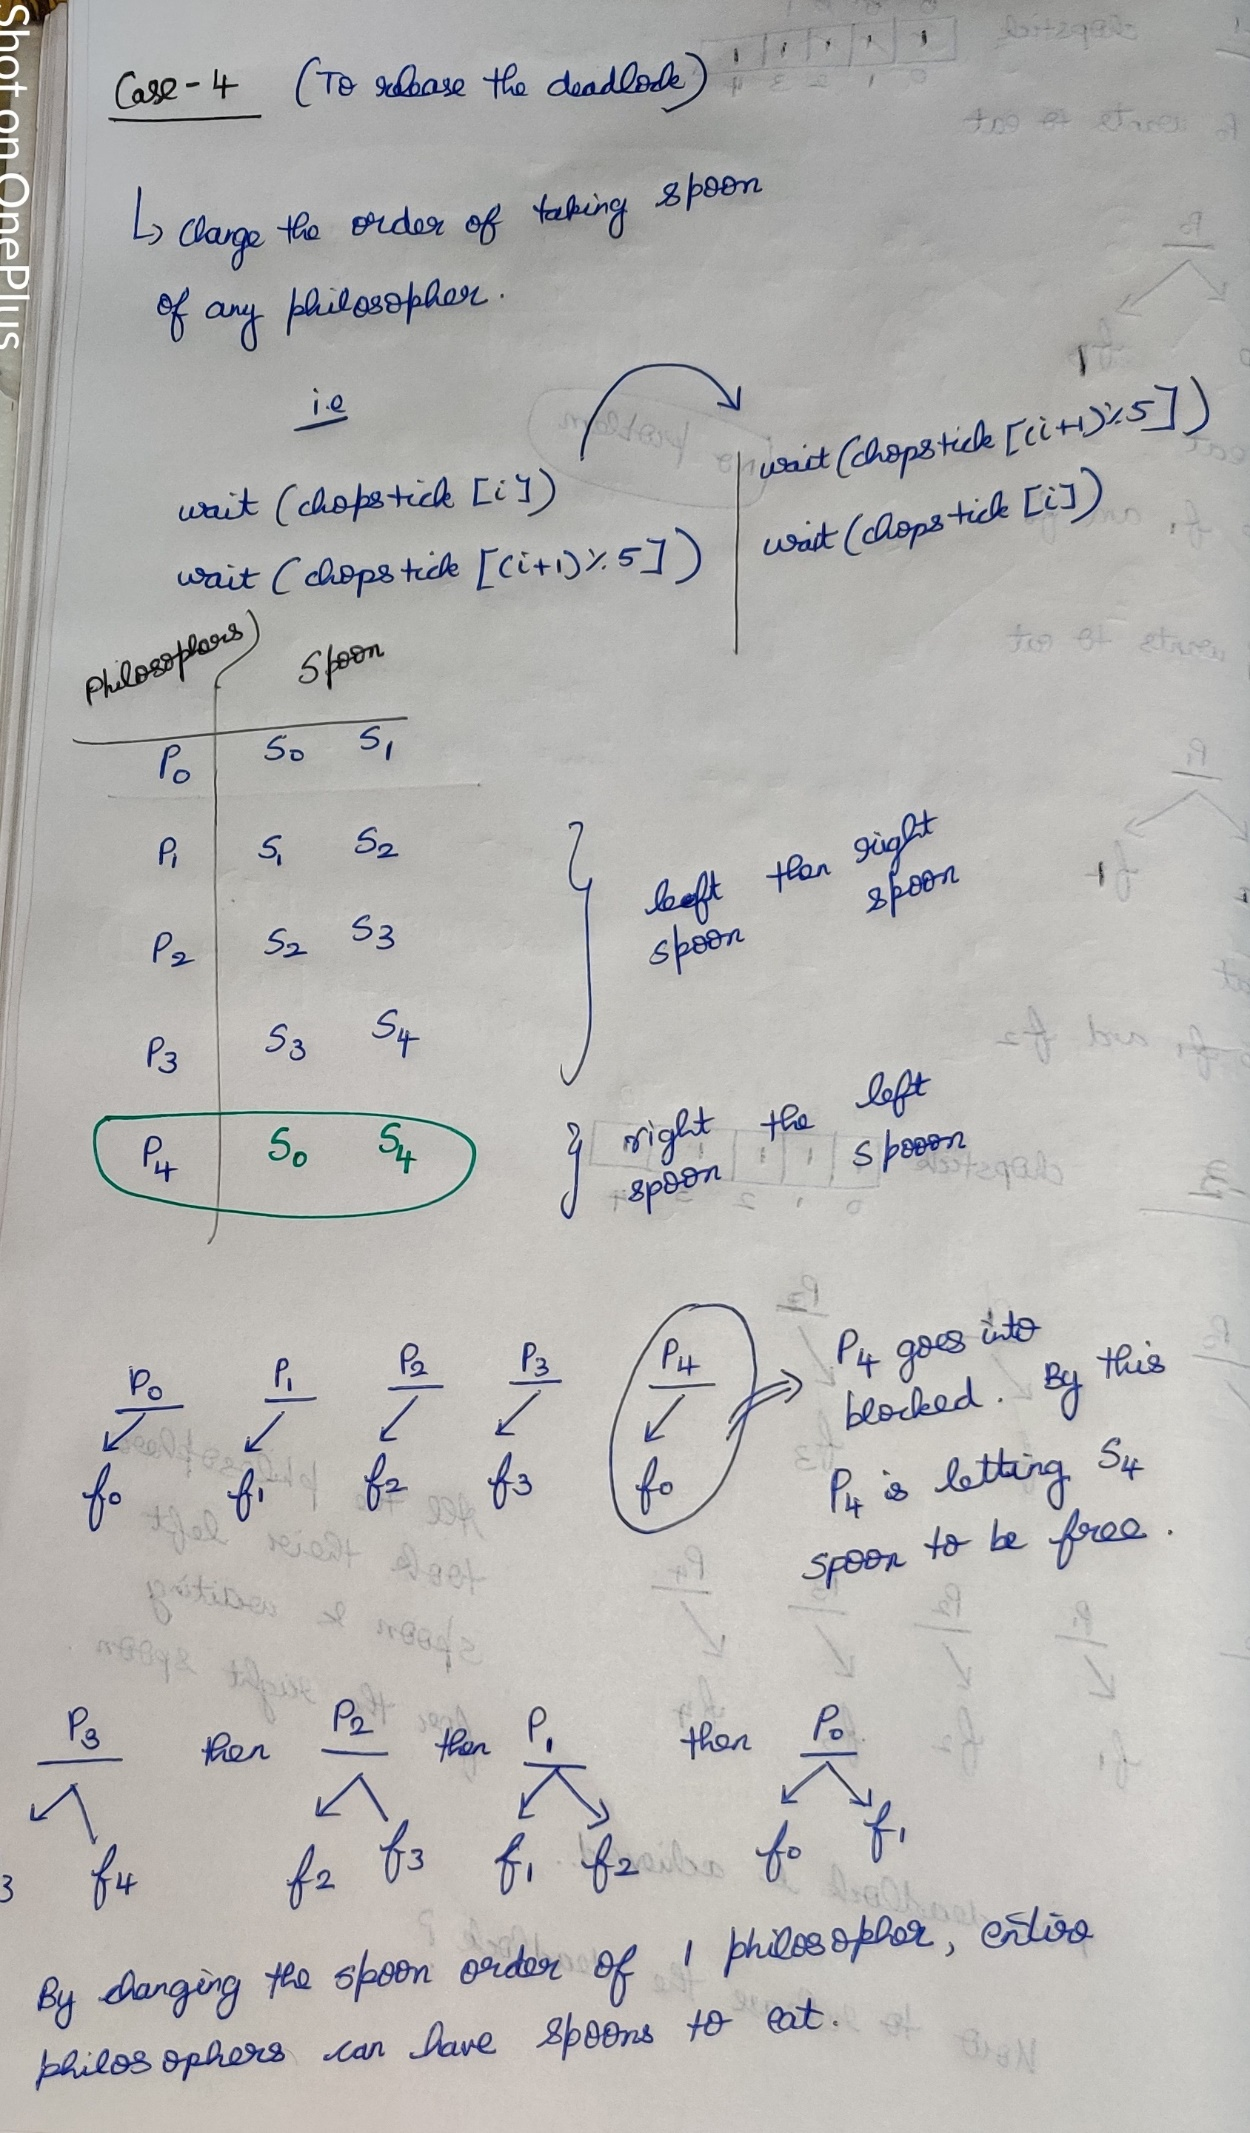 Shot on OnePlus
Case-4 (To release the deadlock)
↳ Change the order of taking spoon
of any philosopher.
i.e
wait (chopstick [i])
wait (chopstick [(i+1)%5])
wait (chopstick [(i+1)%5])
wait (chopstick [i])
Philosophers Spoon
P0 S0 S1
P1 S1 S2
P2 S2 S3
P3 S3 S4
P4 S0 S4
left then right
spoon spoon
right the left
spoon spooon
P0 P1 P2 P3 P4
f0 f1 f2 f3 f0
P4 goes into
blocked. By this
P4 is letting S4
spoon to be free.
P3 then P2 then P1 then P0
3 f4 f2 f3 f1 f2 f0 f1
By changing the spoon order of 1 philosopher, entire
philosophers can have spoons to eat.